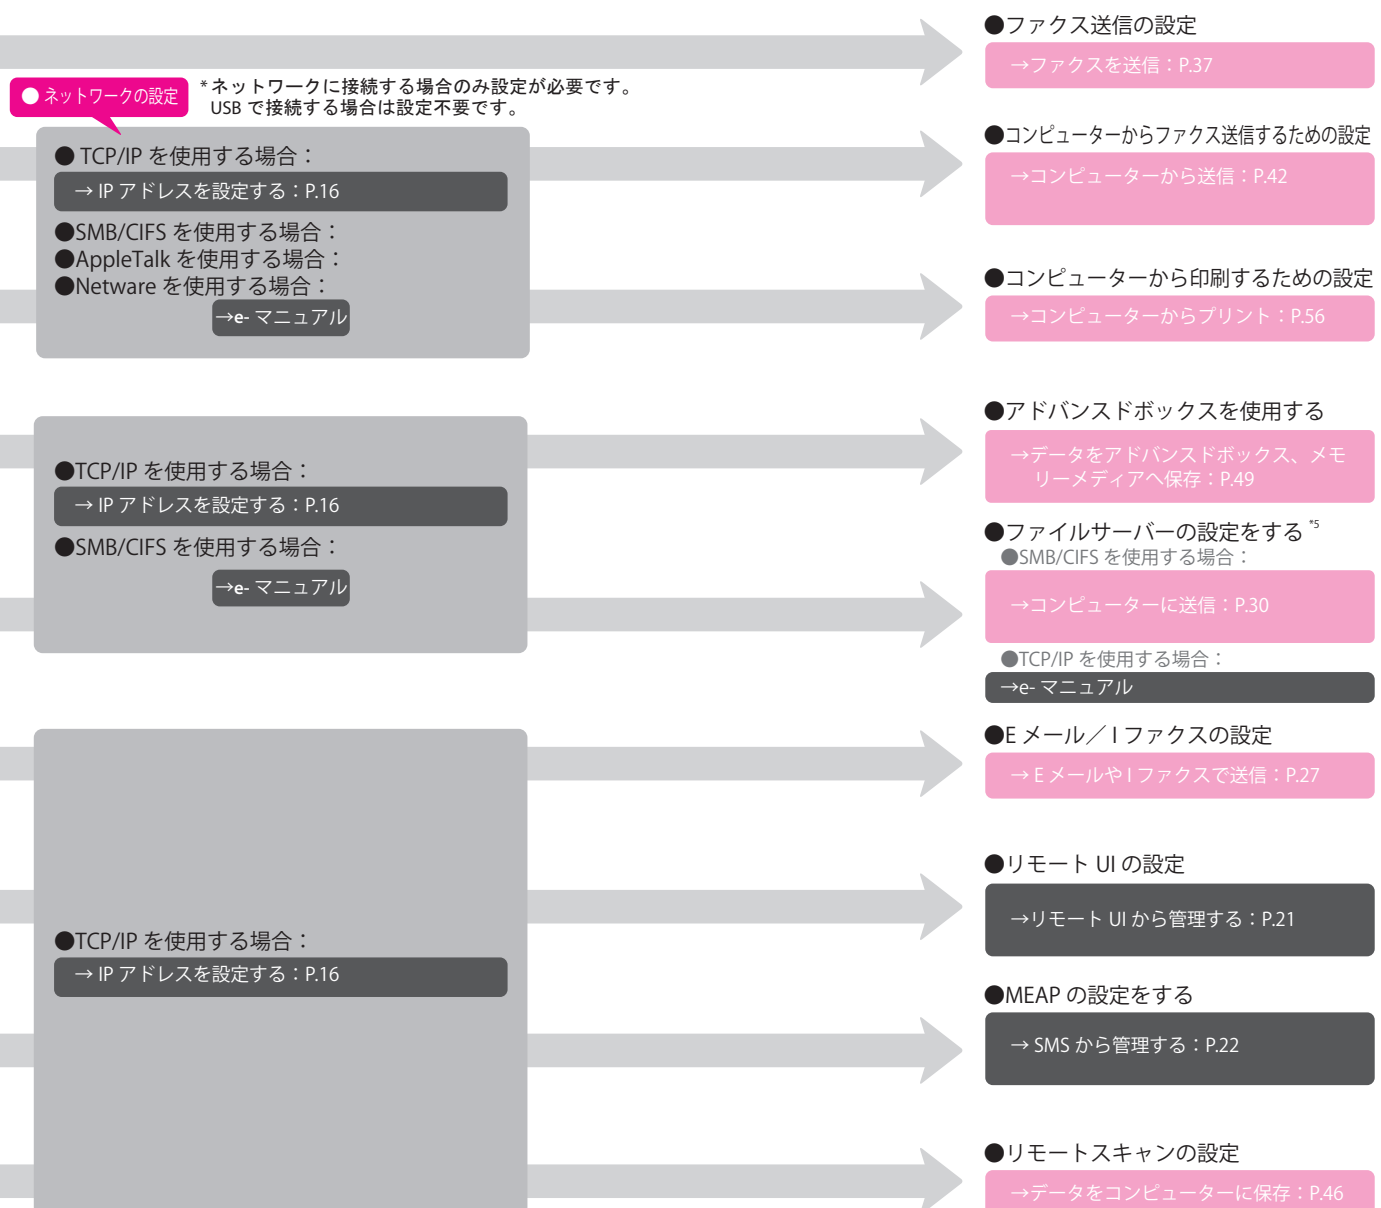 ●ファクス送信の設定
→ファクスを送信：P.37
●ネットワークの設定
*ネットワークに接続する場合のみ設定が必要です。
USB で接続する場合は設定不要です。
● TCP/IP を使用する場合：
→ IP アドレスを設定する：P.16
●SMB/CIFS を使用する場合：
●AppleTalk を使用する場合：
●Netware を使用する場合：
→e- マニュアル
●コンピューターからファクス送信するための設定
→コンピューターから送信：P.42
●コンピューターから印刷するための設定
→コンピューターからプリント：P.56
●TCP/IP を使用する場合：
→ IP アドレスを設定する：P.16
●SMB/CIFS を使用する場合：
→e- マニュアル
●アドバンスドボックスを使用する
→データをアドバンスドボックス、メモ
リーメディアへ保存：P.49
●ファイルサーバーの設定をする *5
●SMB/CIFS を使用する場合：
→コンピューターに送信：P.30
●TCP/IP を使用する場合：
→e- マニュアル
●TCP/IP を使用する場合：
→ IP アドレスを設定する：P.16
●E メール／I ファクスの設定
→ E メールや I ファクスで送信：P.27
●リモート UI の設定
→リモート UI から管理する：P.21
●MEAP の設定をする
→ SMS から管理する：P.22
●リモートスキャンの設定
→データをコンピューターに保存：P.46